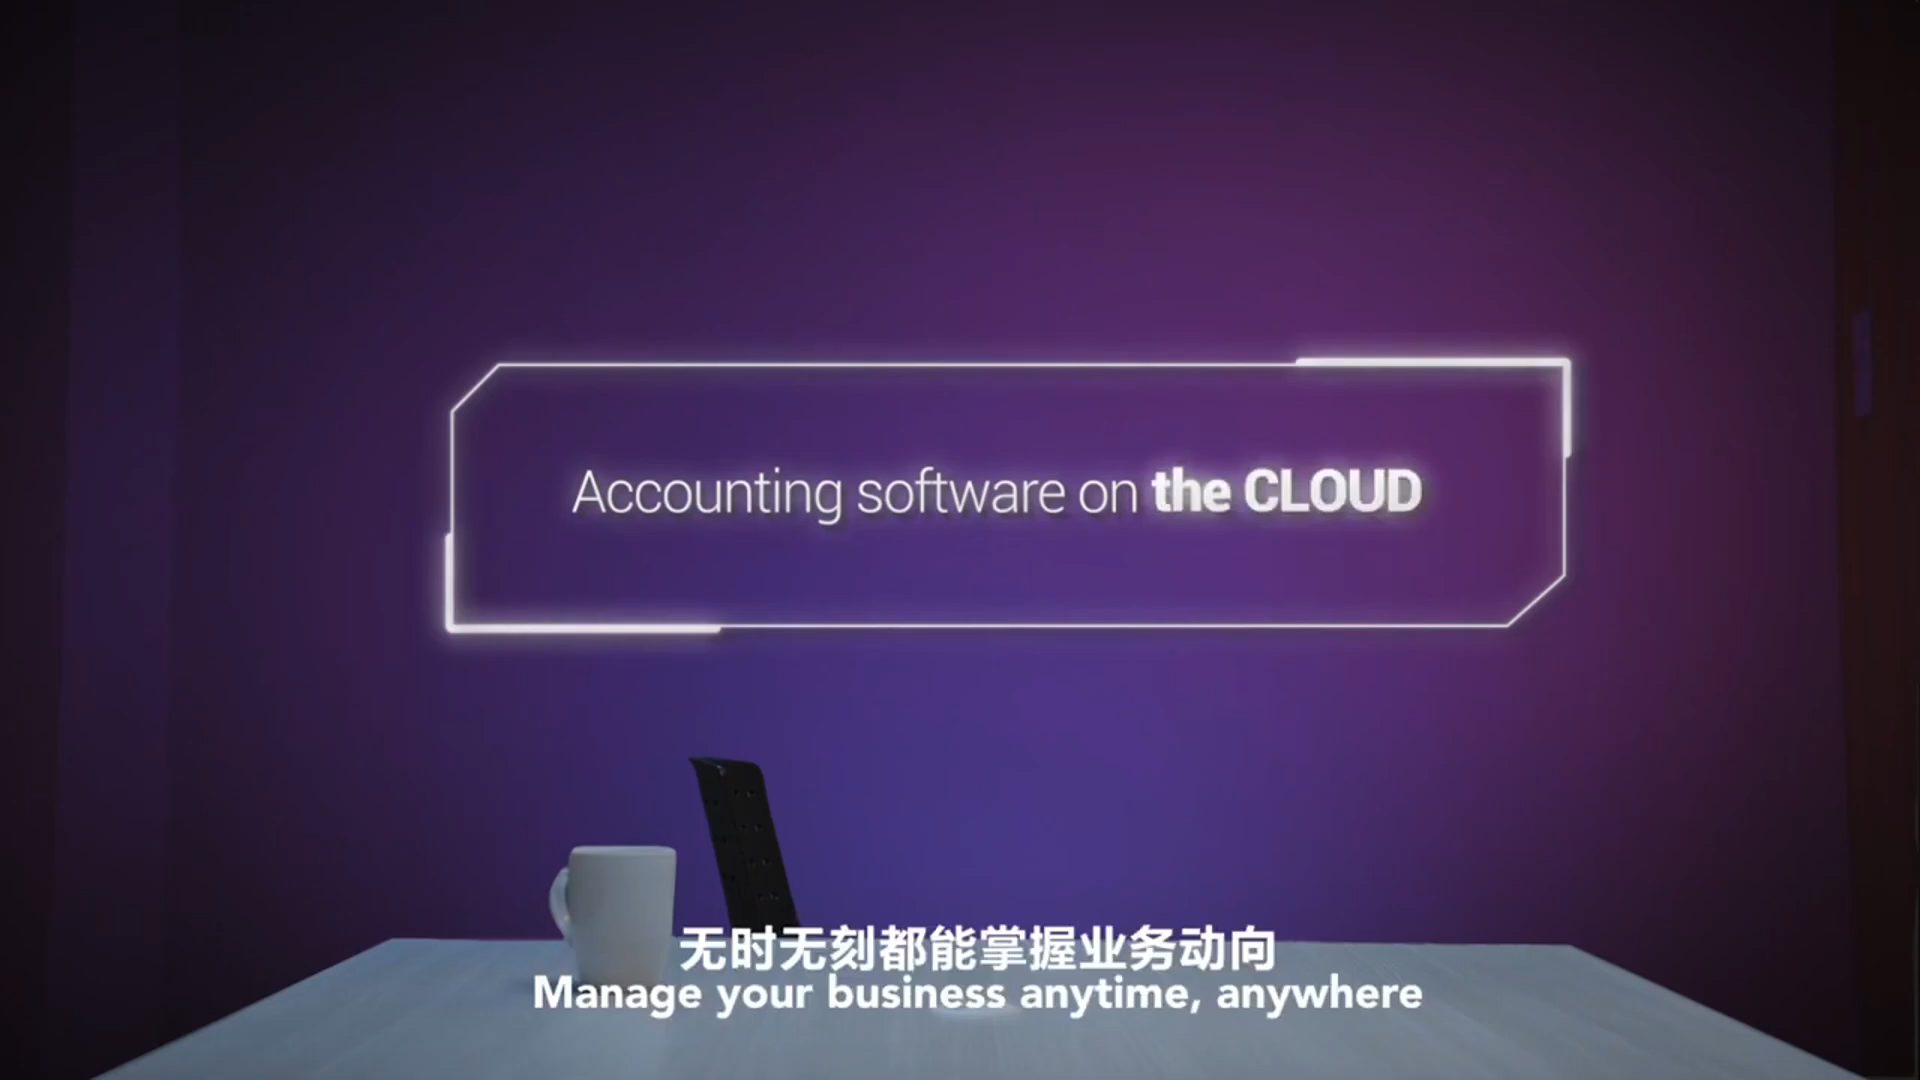 Accounting software on the CLOUD
无时无刻都能掌握业务动向
Manage your business anytime, anywhere